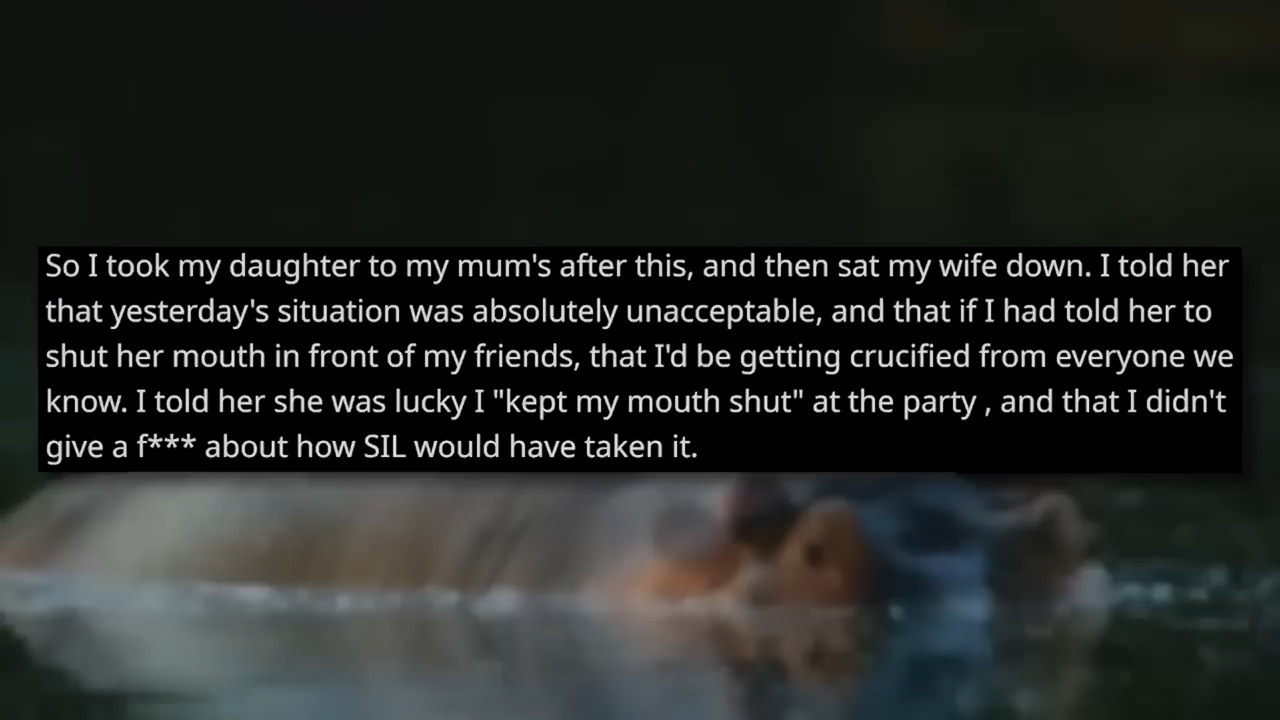 So I took my daughter to my mum's after this, and then sat my wife down. I told her
that yesterday's situation was absolutely unacceptable, and that if I had told her to
shut her mouth in front of my friends, that I'd be getting crucified from everyone we
know. I told her she was lucky I "kept my mouth shut" at the party , and that I didn't
give a f*** about how SIL would have taken it.